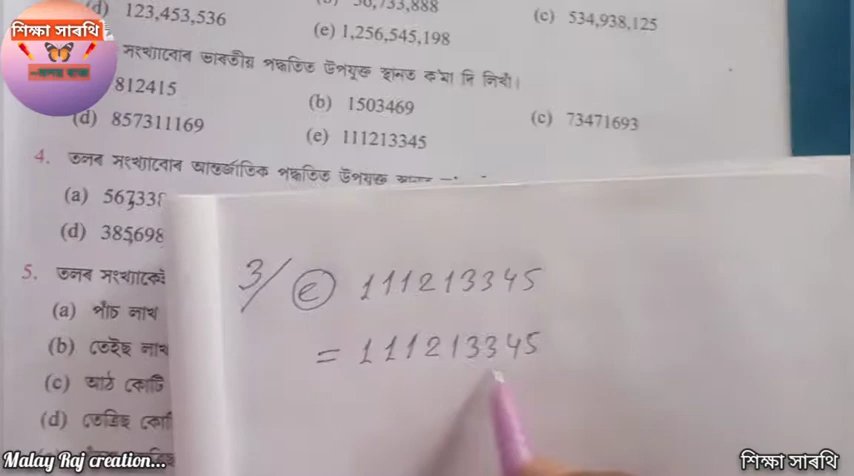 (d) 123,453,536
(c) 534,938,125
(e) 1,256,545,198
শিক্ষা সাৰথি
সংখ্যাবোৰ ভাৰতীয় পদ্ধতিত উপযুক্ত স্থানত ক'মা দি লিখাঁ।
812415
(b) 1503469
(c) 73471693
(d) 857311169
(e) 111213345
4. তলৰ সংখ্যাবোৰ আন্তৰ্জাতিক পদ্ধতিত উপযুক্ত
(a) 567338
(d) 385698
5. তলৰ সংখ্যাকেইটা
(a) পাঁচ লাখ
(b) তেইছ লাখ
(c) আঠ কোটি
(d)
3/ (e) 111213345
= 111213345
Malay Raj creation...
শিক্ষা সাৰথি